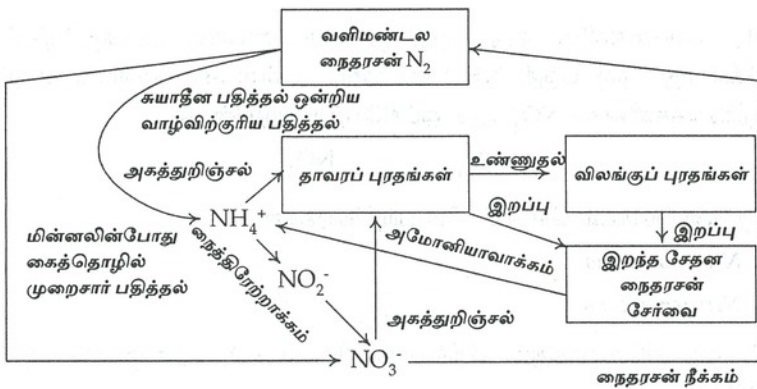 வளிமண்டல
நைதரசன் N₂
சுயாதீன பதித்தல் ஒன்றிய
வாழ்விற்குரிய பதித்தல்
அகத்துறிஞ்சல்
தாவரப் புரதங்கள்
உண்ணுதல்
விலங்குப் புரதங்கள்
இறப்பு
இறப்பு
NH₄⁺
மின்னலின்போது
கைத்தொழில்
முறைசார் பதித்தல்
நைத்திரேற்றாக்கம்
NO₂⁻
அமோனியாவாக்கம்
இறந்த சேதன
நைதரசன்
சேர்வை
அகத்துறிஞ்சல்
NO₃⁻
நைதரசன் நீக்கம்